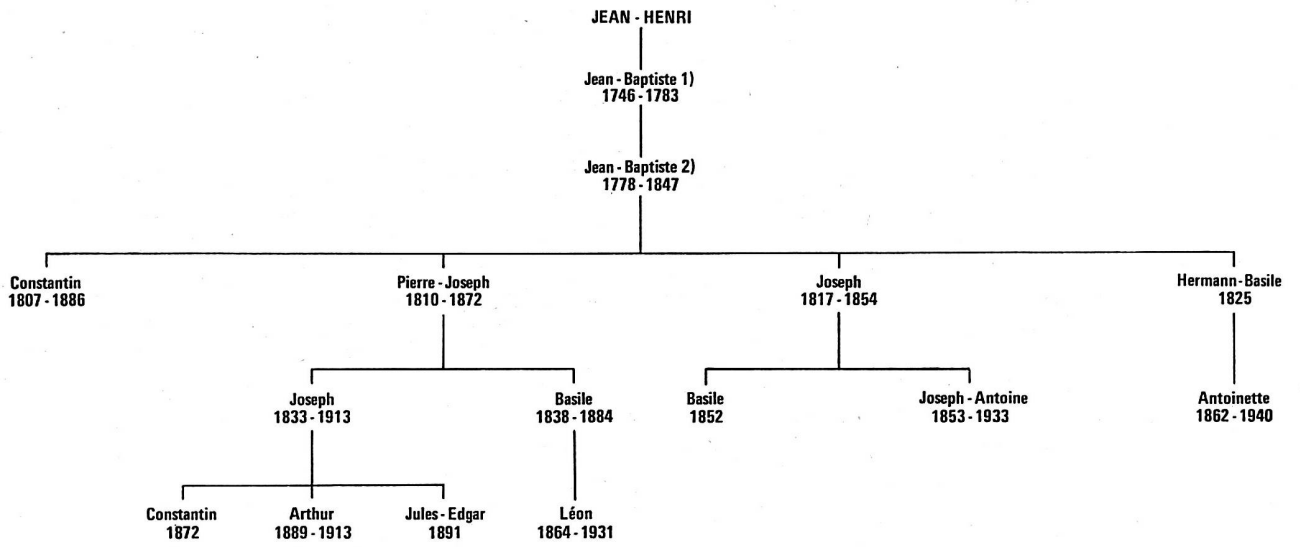 JEAN - HENRI
Jean - Baptiste 1)
1746 - 1783
Jean - Baptiste 2)
1778 - 1847
Constantin
1807 - 1886
Pierre - Joseph
1810 - 1872
Joseph
1817 - 1854
Hermann - Basile
1825
Joseph
1833 - 1913
Basile
1838 - 1884
Basile
1852
Joseph - Antoine
1853 - 1933
Antoinette
1862 - 1940
Constantin
1872
Arthur
1889 - 1913
Jules - Edgar
1891
Léon
1864 - 1931